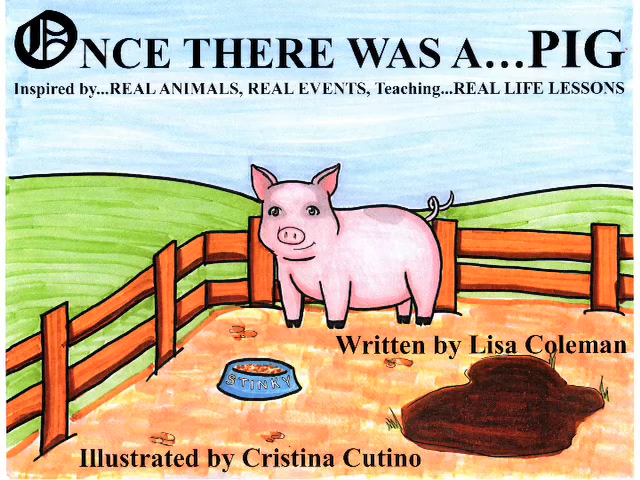 ONCE THERE WAS A...PIG
Inspired by...REAL ANIMALS, REAL EVENTS, Teaching...REAL LIFE LESSONS
Written by Lisa Coleman
STINKY
Illustrated by Cristina Cutino